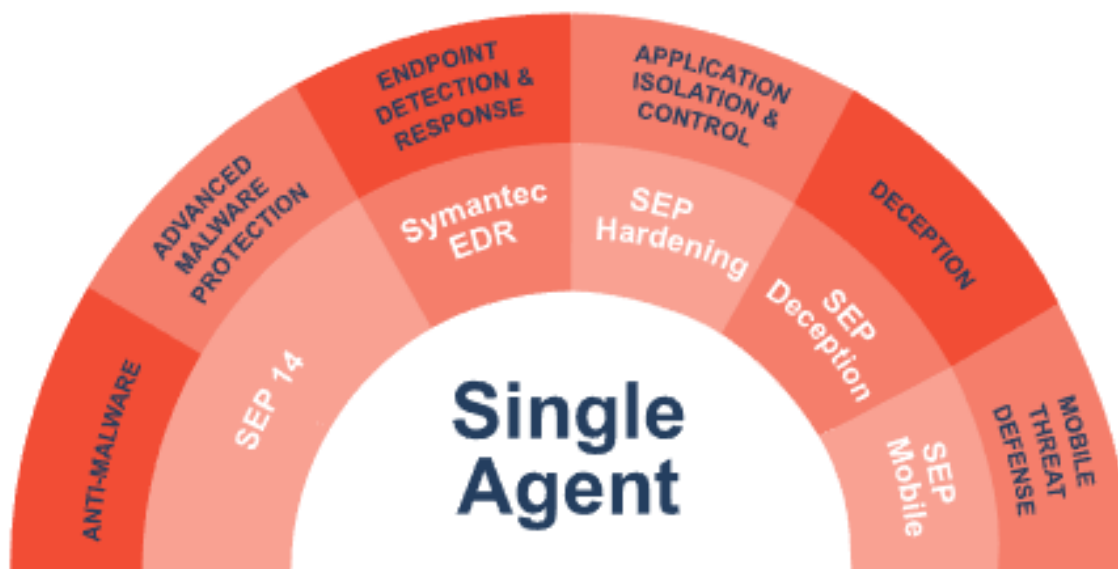 ANTI-MALWARE
ADVANCED
MALWARE
PROTECTION
ENDPOINT
DETECTION &
RESPONSE
APPLICATION
ISOLATION &
CONTROL
DECEPTION
MOBILE
THREAT
DEFENSE
SEP 14
Symantec
EDR
SEP
Hardening
SEP
Deception
SEP
Mobile
Single
Agent